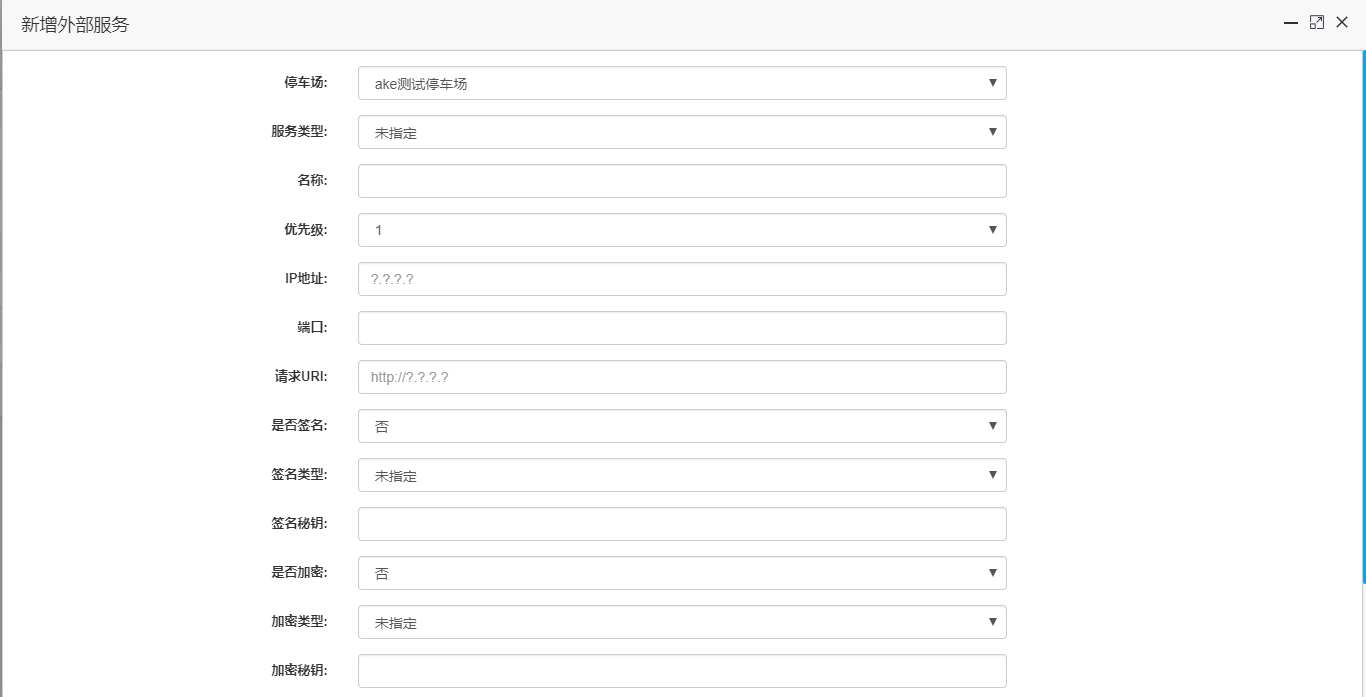 新增外部服务
停车场: ake测试停车场
服务类型: 未指定
名称:
优先级: 1
IP地址: ?.?.?.?
端口:
请求URI: http://?.?.?.?
是否签名: 否
签名类型: 未指定
签名秘钥:
是否加密: 否
加密类型: 未指定
加密秘钥: